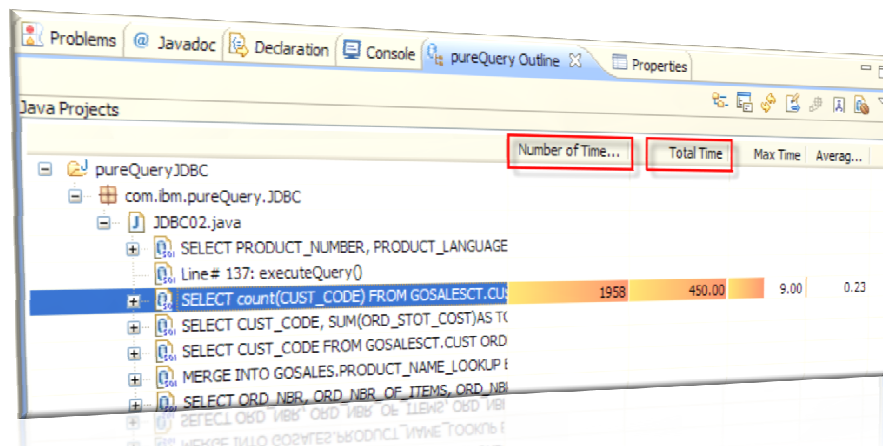 Problems @ Javadoc Declaration Console pureQuery Outline Properties
Java Projects
Number of Time... Total Time Max Time Averag...
pureQueryJDBC
com.ibm.pureQuery.JDBC
JDBC02.java
SELECT PRODUCT_NUMBER, PRODUCT_LANGUAGE
Line# 137: executeQuery()
SELECT count(CUST_CODE) FROM GOSALESCT.CUS 1958 450.00 9.00 0.23
SELECT CUST_CODE, SUM(ORD_STOT_COST)AS TO
SELECT CUST_CODE FROM GOSALESCT.CUST ORD
MERGE INTO GOSALES.PRODUCT_NAME_LOOKUP
SELECT ORD_NBR, ORD_NBR_OF_ITEMS, ORD_NB